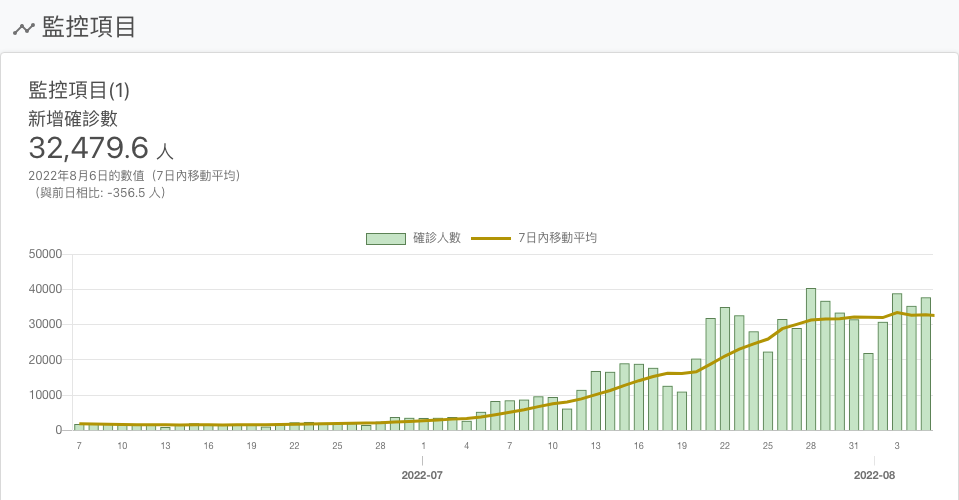 監控項目
監控項目(1)
新增確診數
32,479.6 人
2022年8月6日的數值（7日內移動平均）
（與前日相比: -356.5 人）
確診人數 7日內移動平均
50000
40000
30000
20000
10000
0
7 10 13 16 19 22 25 28 1 4 7 10 13 16 19 22 25 28 31 3
2022-07 2022-08